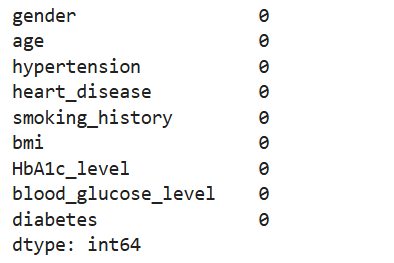 gender 0
age 0
hypertension 0
heart_disease 0
smoking_history 0
bmi 0
HbA1c_level 0
blood_glucose_level 0
diabetes 0
dtype: int64